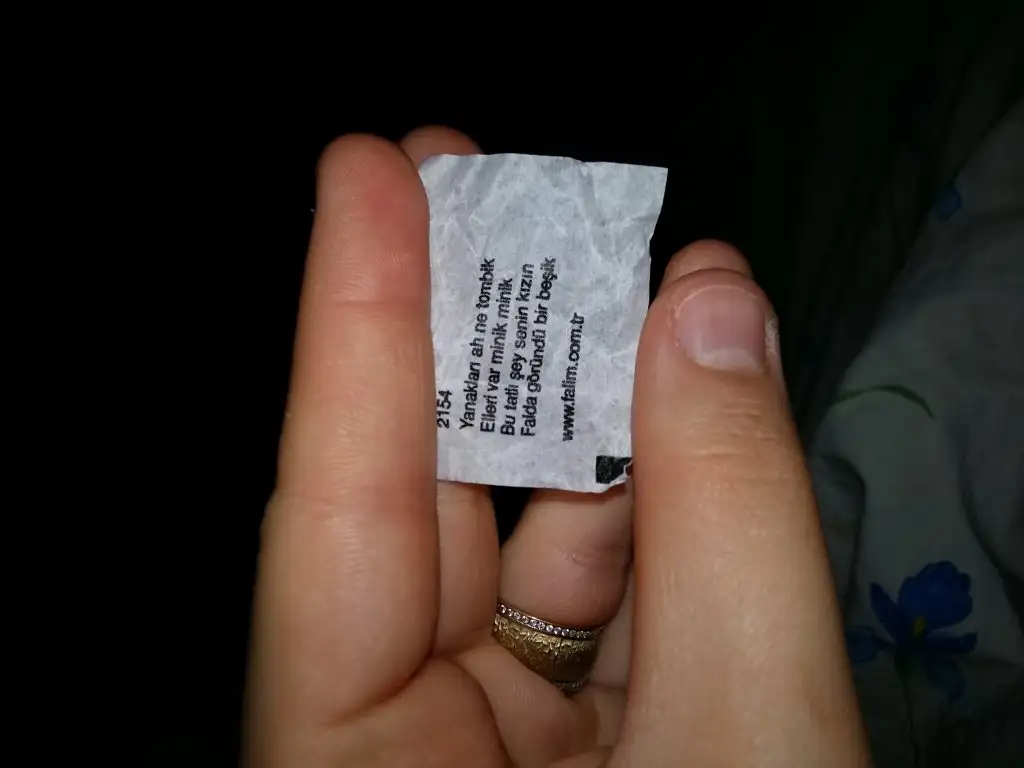 2154
Yanakları ah ne tombik
Elleri var minik minik
Bu tatlı şey senin kızın
Falda göründü bir beşik
www.falim.com.tr